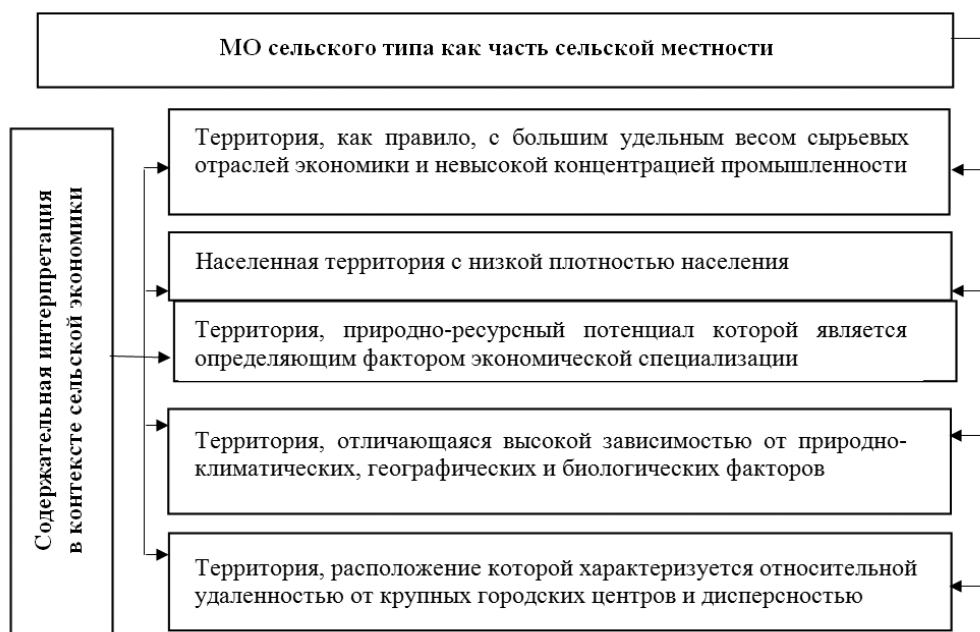 МО сельского типа как часть сельской местности
Содержательная интерпретация
в контексте сельской экономики
Территория, как правило, с большим удельным весом сырьевых
отраслей экономики и невысокой концентрацией промышленности
Населенная территория с низкой плотностью населения
Территория, природно-ресурсный потенциал которой является
определяющим фактором экономической специализации
Территория, отличающаяся высокой зависимостью от природно-
климатических, географических и биологических факторов
Территория, расположение которой характеризуется относительной
удаленностью от крупных городских центров и дисперсностью